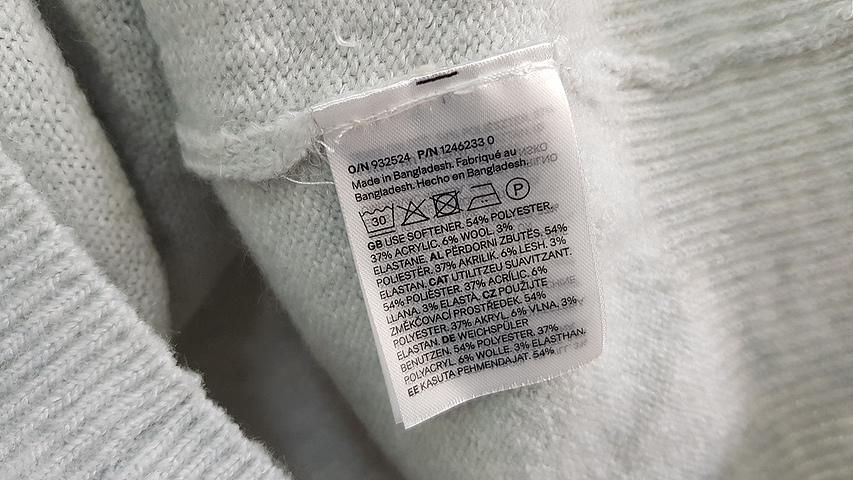 O/N 932524 P/N 1246233 0
Made in Bangladesh. Fabriqué au
Bangladesh. Hecho en Bangladesh.
30 P
GB USE SOFTENER. 54% POLYESTER.
37% ACRYLIC. 6% WOOL. 3%
ELASTANE. AL PËRDORNI ZBUTËS. 54%
POLIESTËR. 37% AKRILIK. 6% LESH. 3%
ELASTAN. CAT UTILITZEU SUAVITZANT.
54% POLIÈSTER. 37% ACRÍLIC. 6%
LLANA. 3% ELASTÀ. CZ POUŽIJTE
ZMĚKČOVACÍ PROSTŘEDEK. 54%
POLYESTER. 37% AKRYL. 6% VLNA. 3%
ELASTAN. DE WEICHSPÜLER
BENUTZEN. 54% POLYESTER. 37%
POLYACRYL. 6% WOLLE. 3% ELASTHAN.
EE KASUTA PEHMENDAJAT. 54%